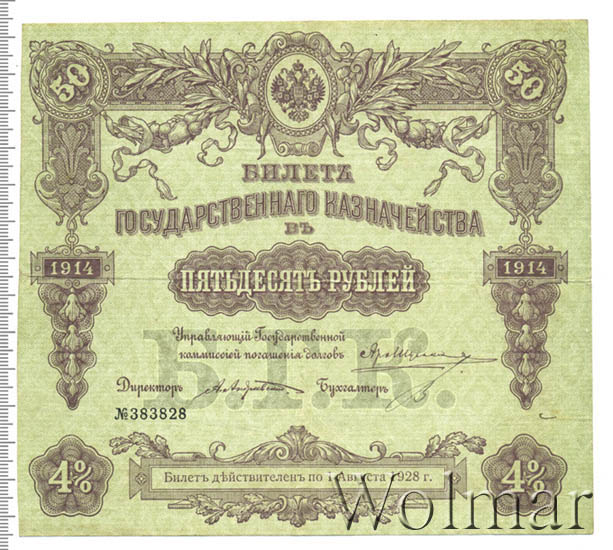 50 50
БИЛЕТЪ
ГОСУДАРСТВЕННАГО КАЗНАЧЕЙСТВА
ВЪ
1914 1914
ПЯТЬДЕСЯТЪ РУБЛЕЙ
Управляющій Государственной
коммиссіей погашенія долговъ
Б.Г.К.
Директоръ Бухгалтеръ
№383828
4% 4%
Билетъ дѣйствителенъ по 1 Августа 1928 г.
Wolmar